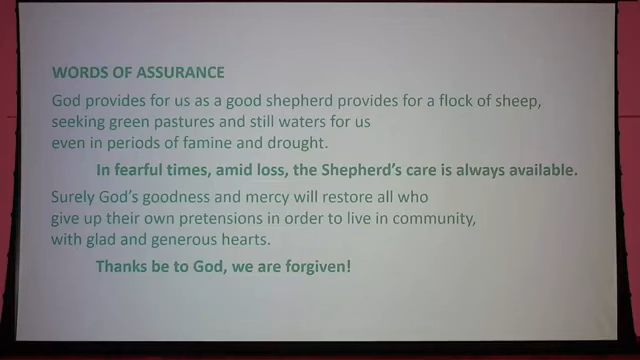 WORDS OF ASSURANCE
God provides for us as a good shepherd provides for a flock of sheep,
seeking green pastures and still waters for us
even in periods of famine and drought.
In fearful times, amid loss, the Shepherd's care is always available.
Surely God's goodness and mercy will restore all who
give up their own pretensions in order to live in community,
with glad and generous hearts.
Thanks be to God, we are forgiven!